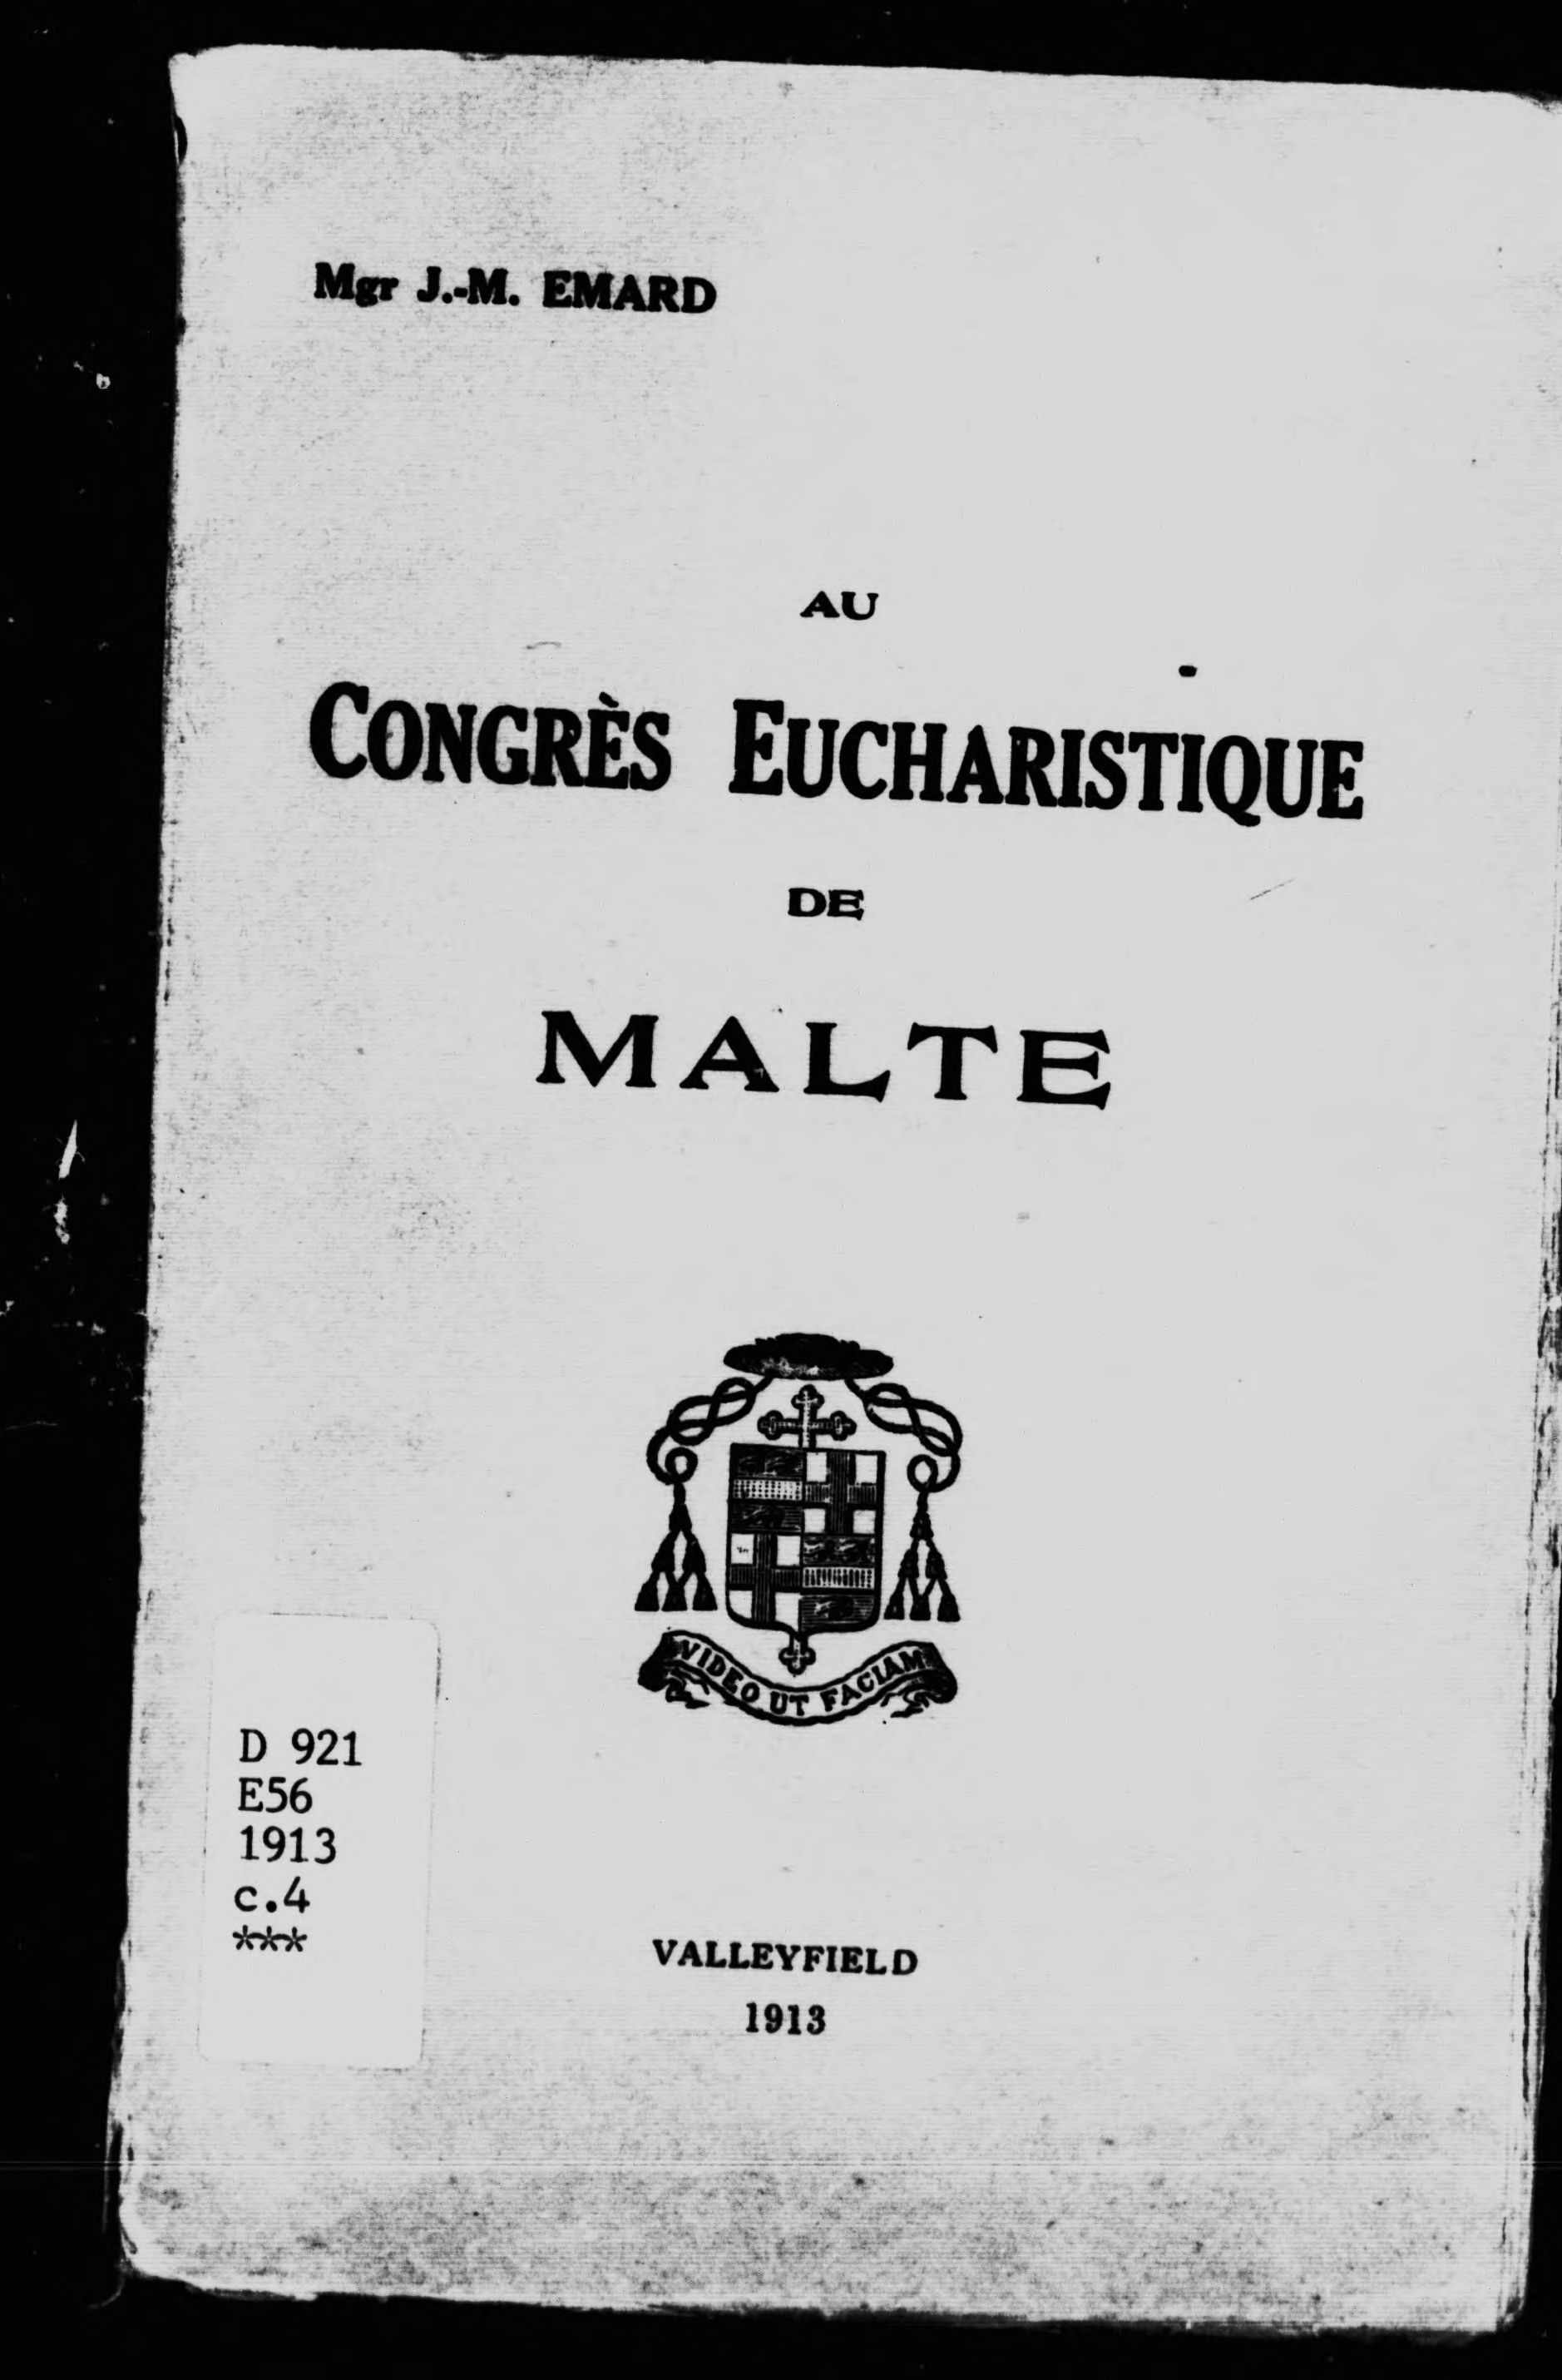 Mgr J.-M. EMARD
AU
CONGRÈS EUCHARISTIQUE
DE
MALTE
VIDEO UT FACIAM
D 921
E56
1913
c.4
***
VALLEYFIELD
1913